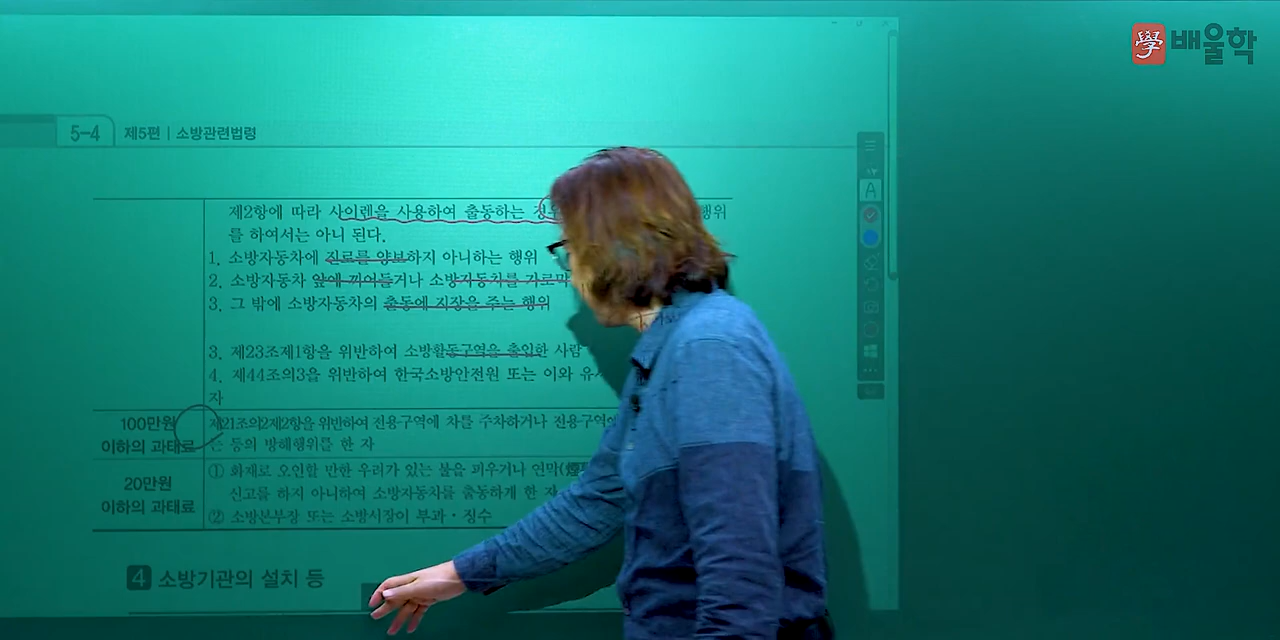 學 배울학
5-4 제5편 | 소방관련법령
제2항에 따라 사이렌을 사용하여 출동하는 행위
를 하여서는 아니 된다.
1. 소방자동차에 진로를 양보하지 아니하는 행위
2. 소방자동차 앞에 끼어들거나 소방자동차를 가로막
3. 그 밖에 소방자동차의 출동에 지장을 주는 행위
3. 제23조제1항을 위반하여 소방활동구역을 출입한 사람
4. 제44조의3을 위반하여 한국소방안전원 또는 이와
자
100만원
이하의 과태료
제21조의2제2항을 위반하여 전용구역에 차를 주차하거나 전용구역에
는 등의 방해행위를 한 자
20만원
이하의 과태료
① 화재로 오인할 만한 우려가 있는 불을 피우거나 연막(煙
신고를 하지 아니하여 소방자동차를 출동하게 한 자
② 소방본부장 또는 소방서장이 부과·징수
4 소방기관의 설치 등